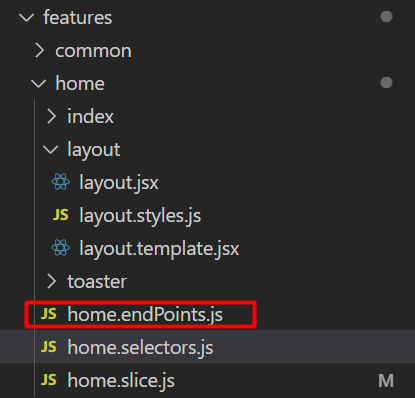 features
common
home
index
layout
layout.jsx
JS layout.styles.js
layout.template.jsx
toaster
JS home.endPoints.js
JS home.selectors.js
JS home.slice.js M